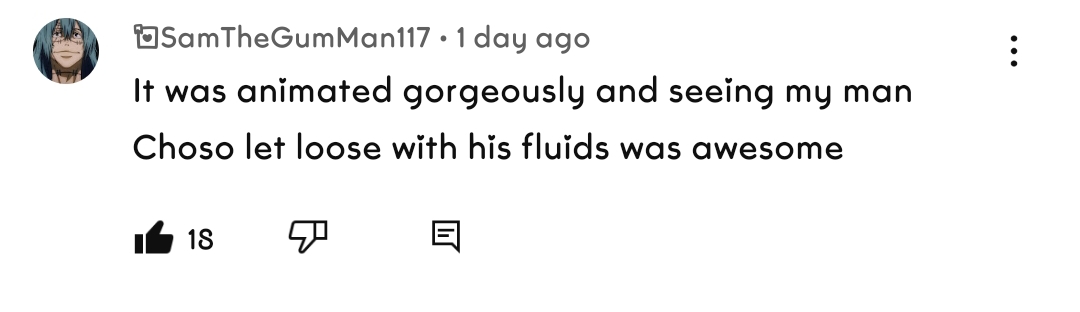 SamTheGumMan117 • 1 day ago
It was animated gorgeously and seeing my man
Choso let loose with his fluids was awesome
18